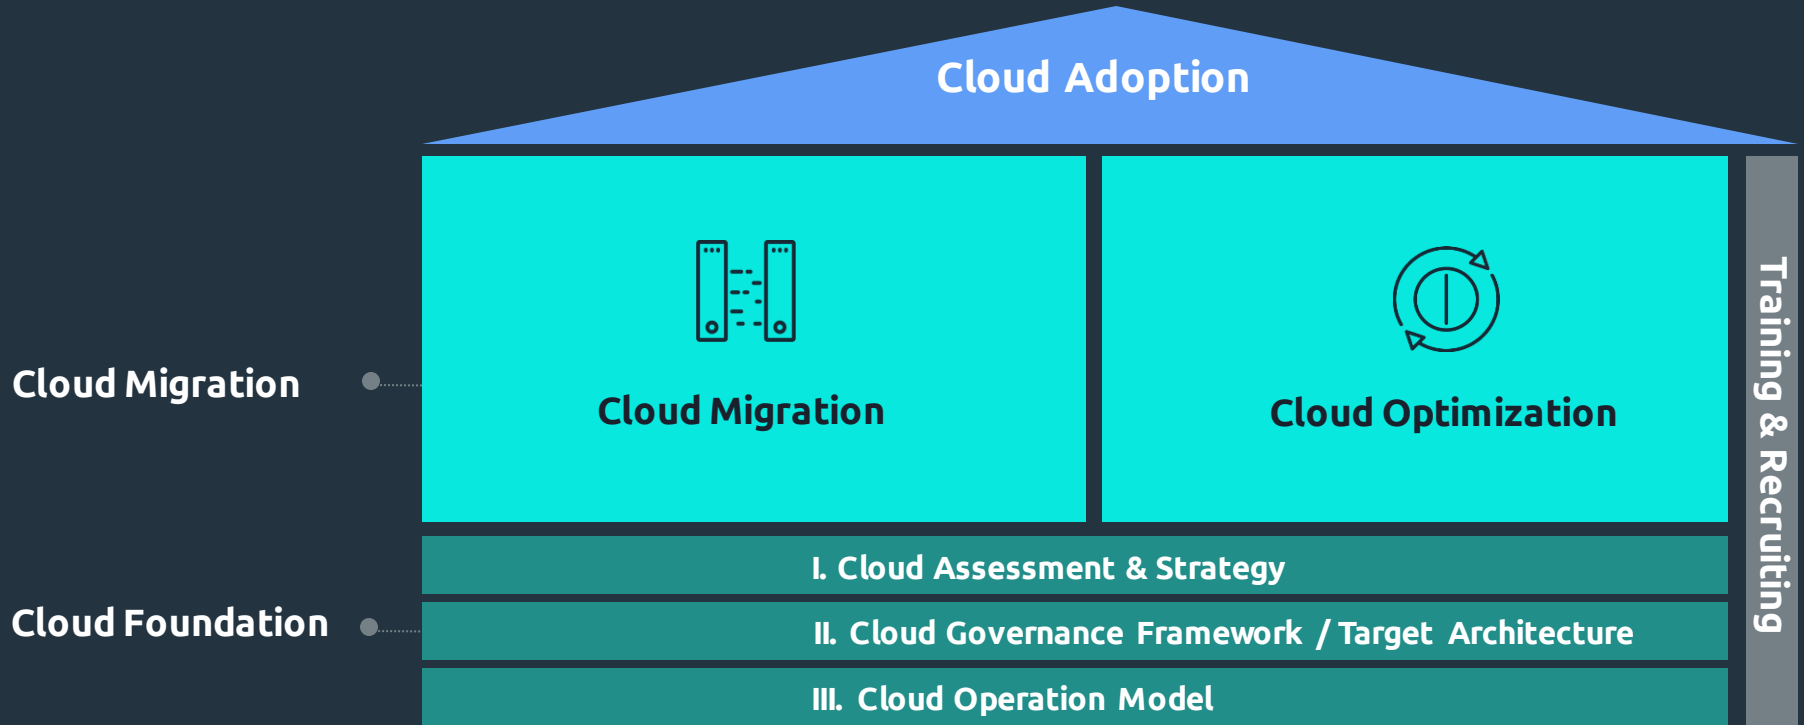 Cloud Adoption
Cloud Migration
Cloud Migration
Cloud Optimization
Training & Recruiting
Cloud Foundation
I. Cloud Assessment & Strategy
II. Cloud Governance Framework / Target Architecture
III. Cloud Operation Model